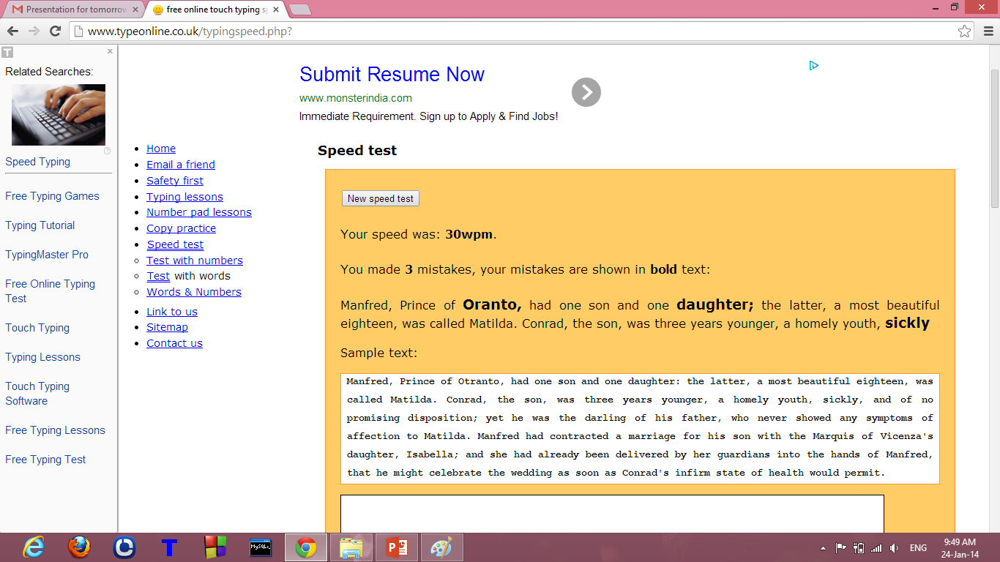 Presentation for tomorrow
free online touch typing s
www.typeonline.co.uk/typingspeed.php?
T
Related Searches:
Speed Typing
Free Typing Games
Typing Tutorial
TypingMaster Pro
Free Online Typing
Test
Touch Typing
Typing Lessons
Touch Typing
Software
Free Typing Lessons
Free Typing Test
Submit Resume Now
www.monsterindia.com
Immediate Requirement. Sign up to Apply & Find Jobs!
Home
Email a friend
Safety first
Typing lessons
Number pad lessons
Copy practice
Speed test
Test with numbers
Test with words
Words & Numbers
Link to us
Sitemap
Contact us
Speed test
New speed test
Your speed was: 30wpm.
You made 3 mistakes, your mistakes are shown in bold text:
Manfred, Prince of Oranto, had one son and one daughter; the latter, a most beautiful
eighteen, was called Matilda. Conrad, the son, was three years younger, a homely youth, sickly
Sample text:
Manfred, Prince of Otranto, had one son and one daughter: the latter, a most beautiful eighteen, was
called Matilda. Conrad, the son, was three years younger, a homely youth, sickly, and of no
promising disposition; yet he was the darling of his father, who never showed any symptoms of
affection to Matilda. Manfred had contracted a marriage for his son with the Marquis of Vicenza's
daughter, Isabella; and she had already been delivered by her guardians into the hands of Manfred,
that he might celebrate the wedding as soon as Conrad's infirm state of health would permit.
T
MySQL
ENG
9:49 AM
24-Jan-14